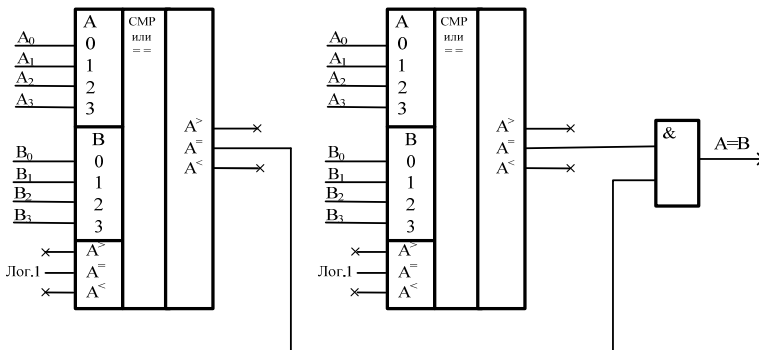 A
0
1
2
3
B
0
1
2
3
A>
A=
A<
CMP
или
==
A>
A=
A<
A₀
A₁
A₂
A₃
B₀
B₁
B₂
B₃
Лог.1
A
0
1
2
3
B
0
1
2
3
A>
A=
A<
CMP
или
==
A>
A=
A<
A₀
A₁
A₂
A₃
B₀
B₁
B₂
B₃
Лог.1
&
A=B